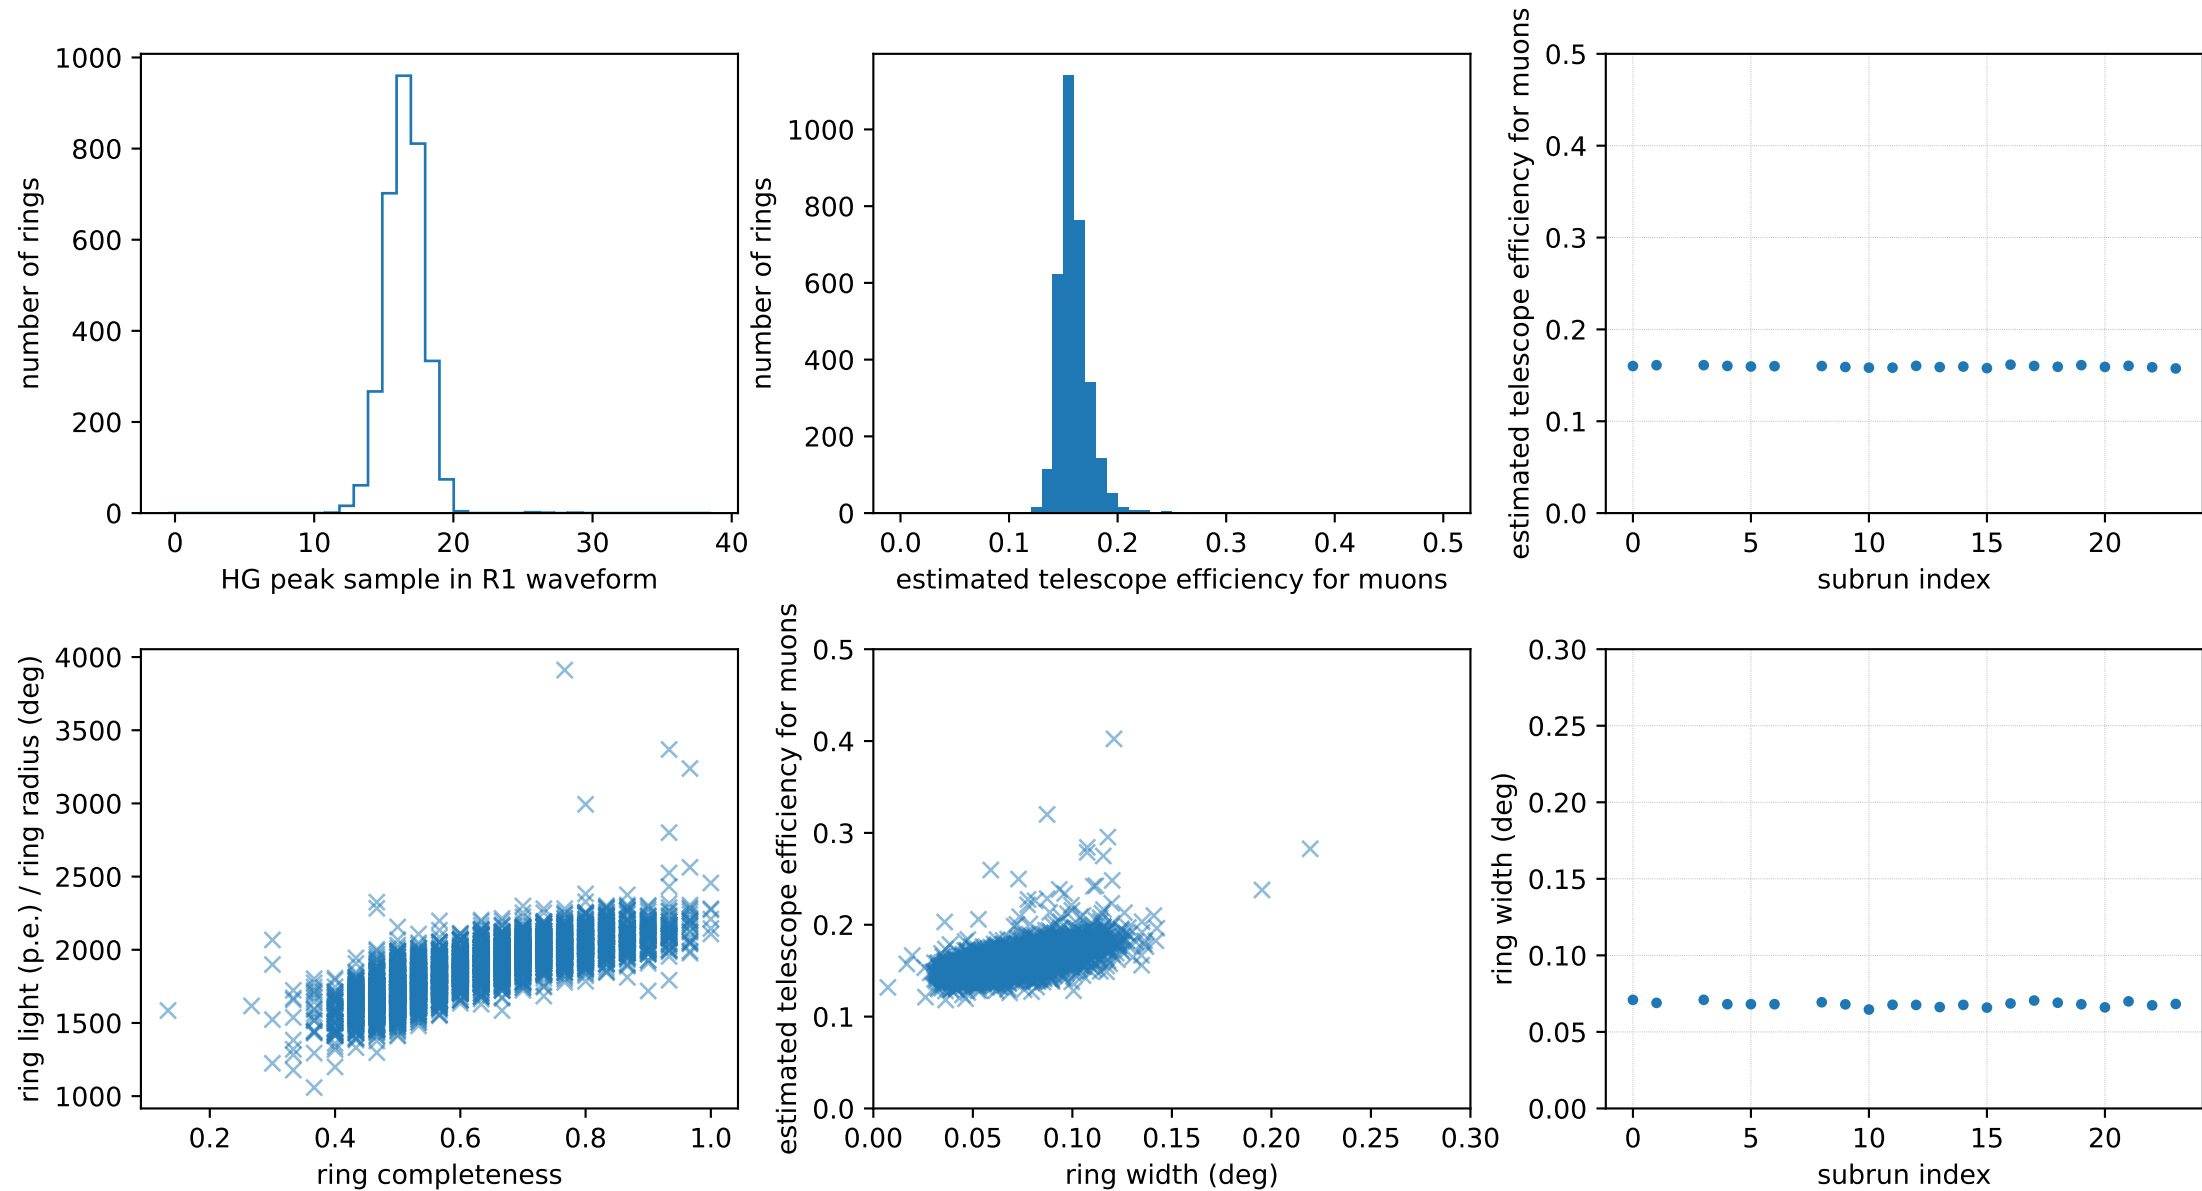 1000
800
600
400
200
0
number of rings
0 10 20 30 40
HG peak sample in R1 waveform
1000
800
600
400
200
0
number of rings
0.0 0.1 0.2 0.3 0.4 0.5
estimated telescope efficiency for muons
0.5
0.4
0.3
0.2
0.1
0.0
estimated telescope efficiency for muons
0 5 10 15 20
subrun index
4000
3500
3000
2500
2000
1500
1000
ring light (p.e.) / ring radius (deg)
0.2 0.4 0.6 0.8 1.0
ring completeness
0.5
0.4
0.3
0.2
0.1
0.0
estimated telescope efficiency for muons
0.00 0.05 0.10 0.15 0.20 0.25 0.30
ring width (deg)
0.30
0.25
0.20
0.15
0.10
0.05
0.00
ring width (deg)
0 5 10 15 20
subrun index